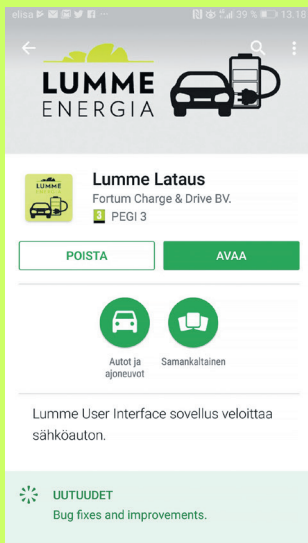 elisa
39 % 13.18
LUMME
ENERGIA
LUMME
Lumme Lataus
Fortum Charge & Drive BV.
3 PEGI 3
POISTA
AVAA
Autot ja
ajoneuvot
Samankaltainen
Lumme User Interface sovellus veloittaa
sähköauton.
UUTUUDET
Bug fixes and improvements.